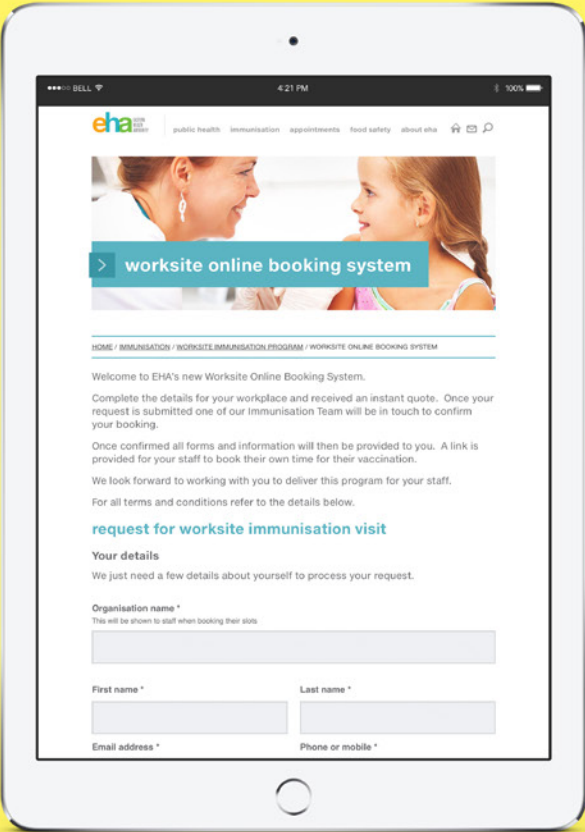 BELL
4:21 PM
100%
eha EASTERN HEALTH AUTHORITY
public health immunisation appointments food safety about eha
> worksite online booking system
HOME / IMMUNISATION / WORKSITE IMMUNISATION PROGRAM / WORKSITE ONLINE BOOKING SYSTEM
Welcome to EHA's new Worksite Online Booking System.
Complete the details for your workplace and received an instant quote. Once your
request is submitted one of our Immunisation Team will be in touch to confirm
your booking.
Once confirmed all forms and information will then be provided to you. A link is
provided for your staff to book their own time for their vaccination.
We look forward to working with you to deliver this program for your staff.
For all terms and conditions refer to the details below.
request for worksite immunisation visit
Your details
We just need a few details about yourself to process your request.
Organisation name *
This will be shown to staff when booking their slots
First name * Last name *
Email address * Phone or mobile *